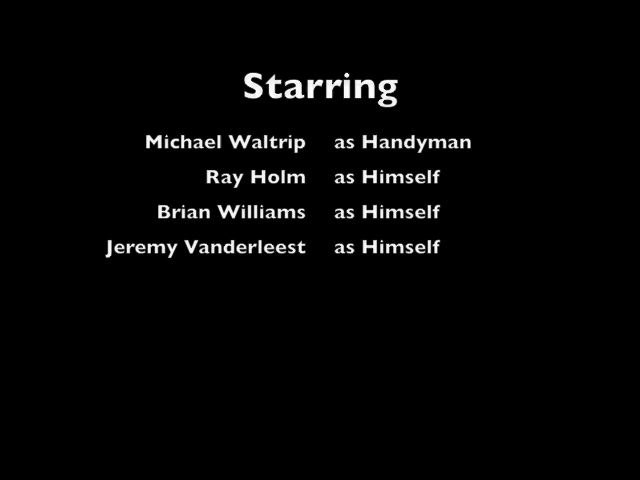 Starring
Michael Waltrip as Handyman
Ray Holm as Himself
Brian Williams as Himself
Jeremy Vanderleest as Himself